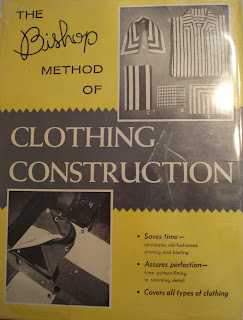 THE
Bishop
METHOD
OF
CLOTHING
CONSTRUCTION
• Saves time—
eliminates old-fashioned
pinning and basting
• Assures perfection—
from pattern-fitting
to trimming detail
• Covers all types of clothing